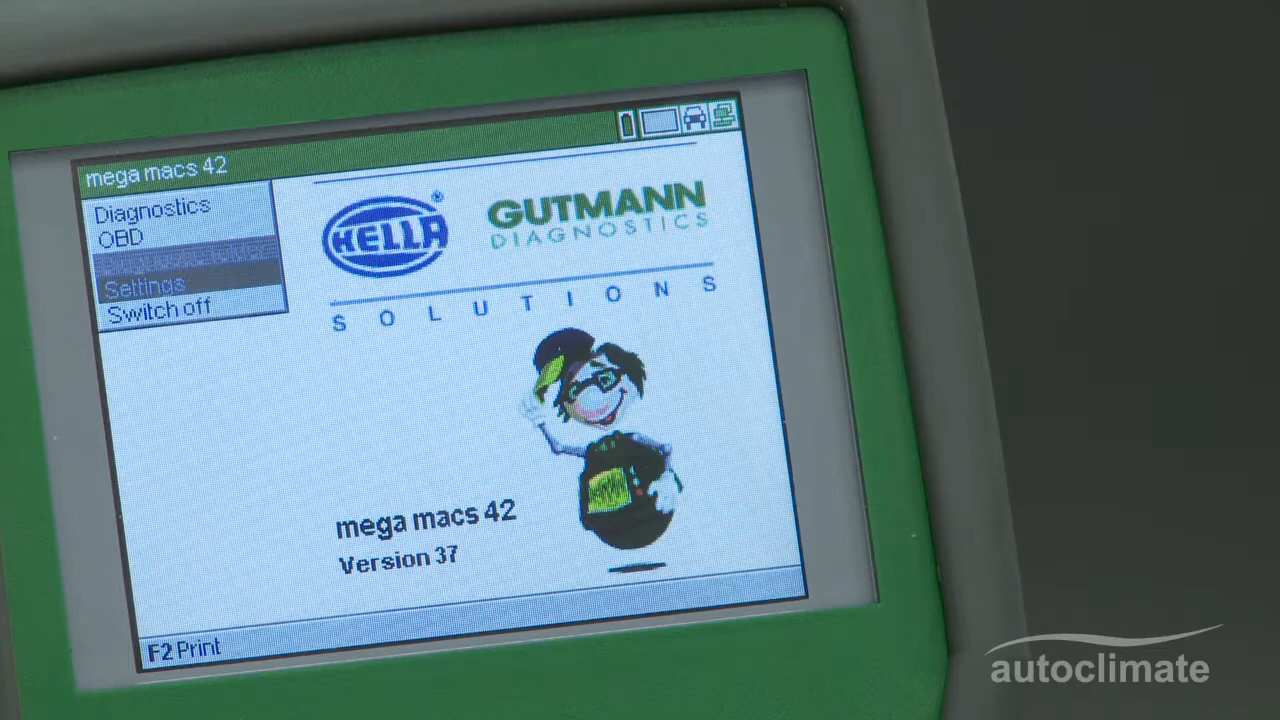 mega macs 42
Diagnostics
OBD
Settings
Switch off
HELLA®
GUTMANN
DIAGNOSTICS
SOLUTIONS
mega macs 42
Version 37
F2 Print
autoclimate